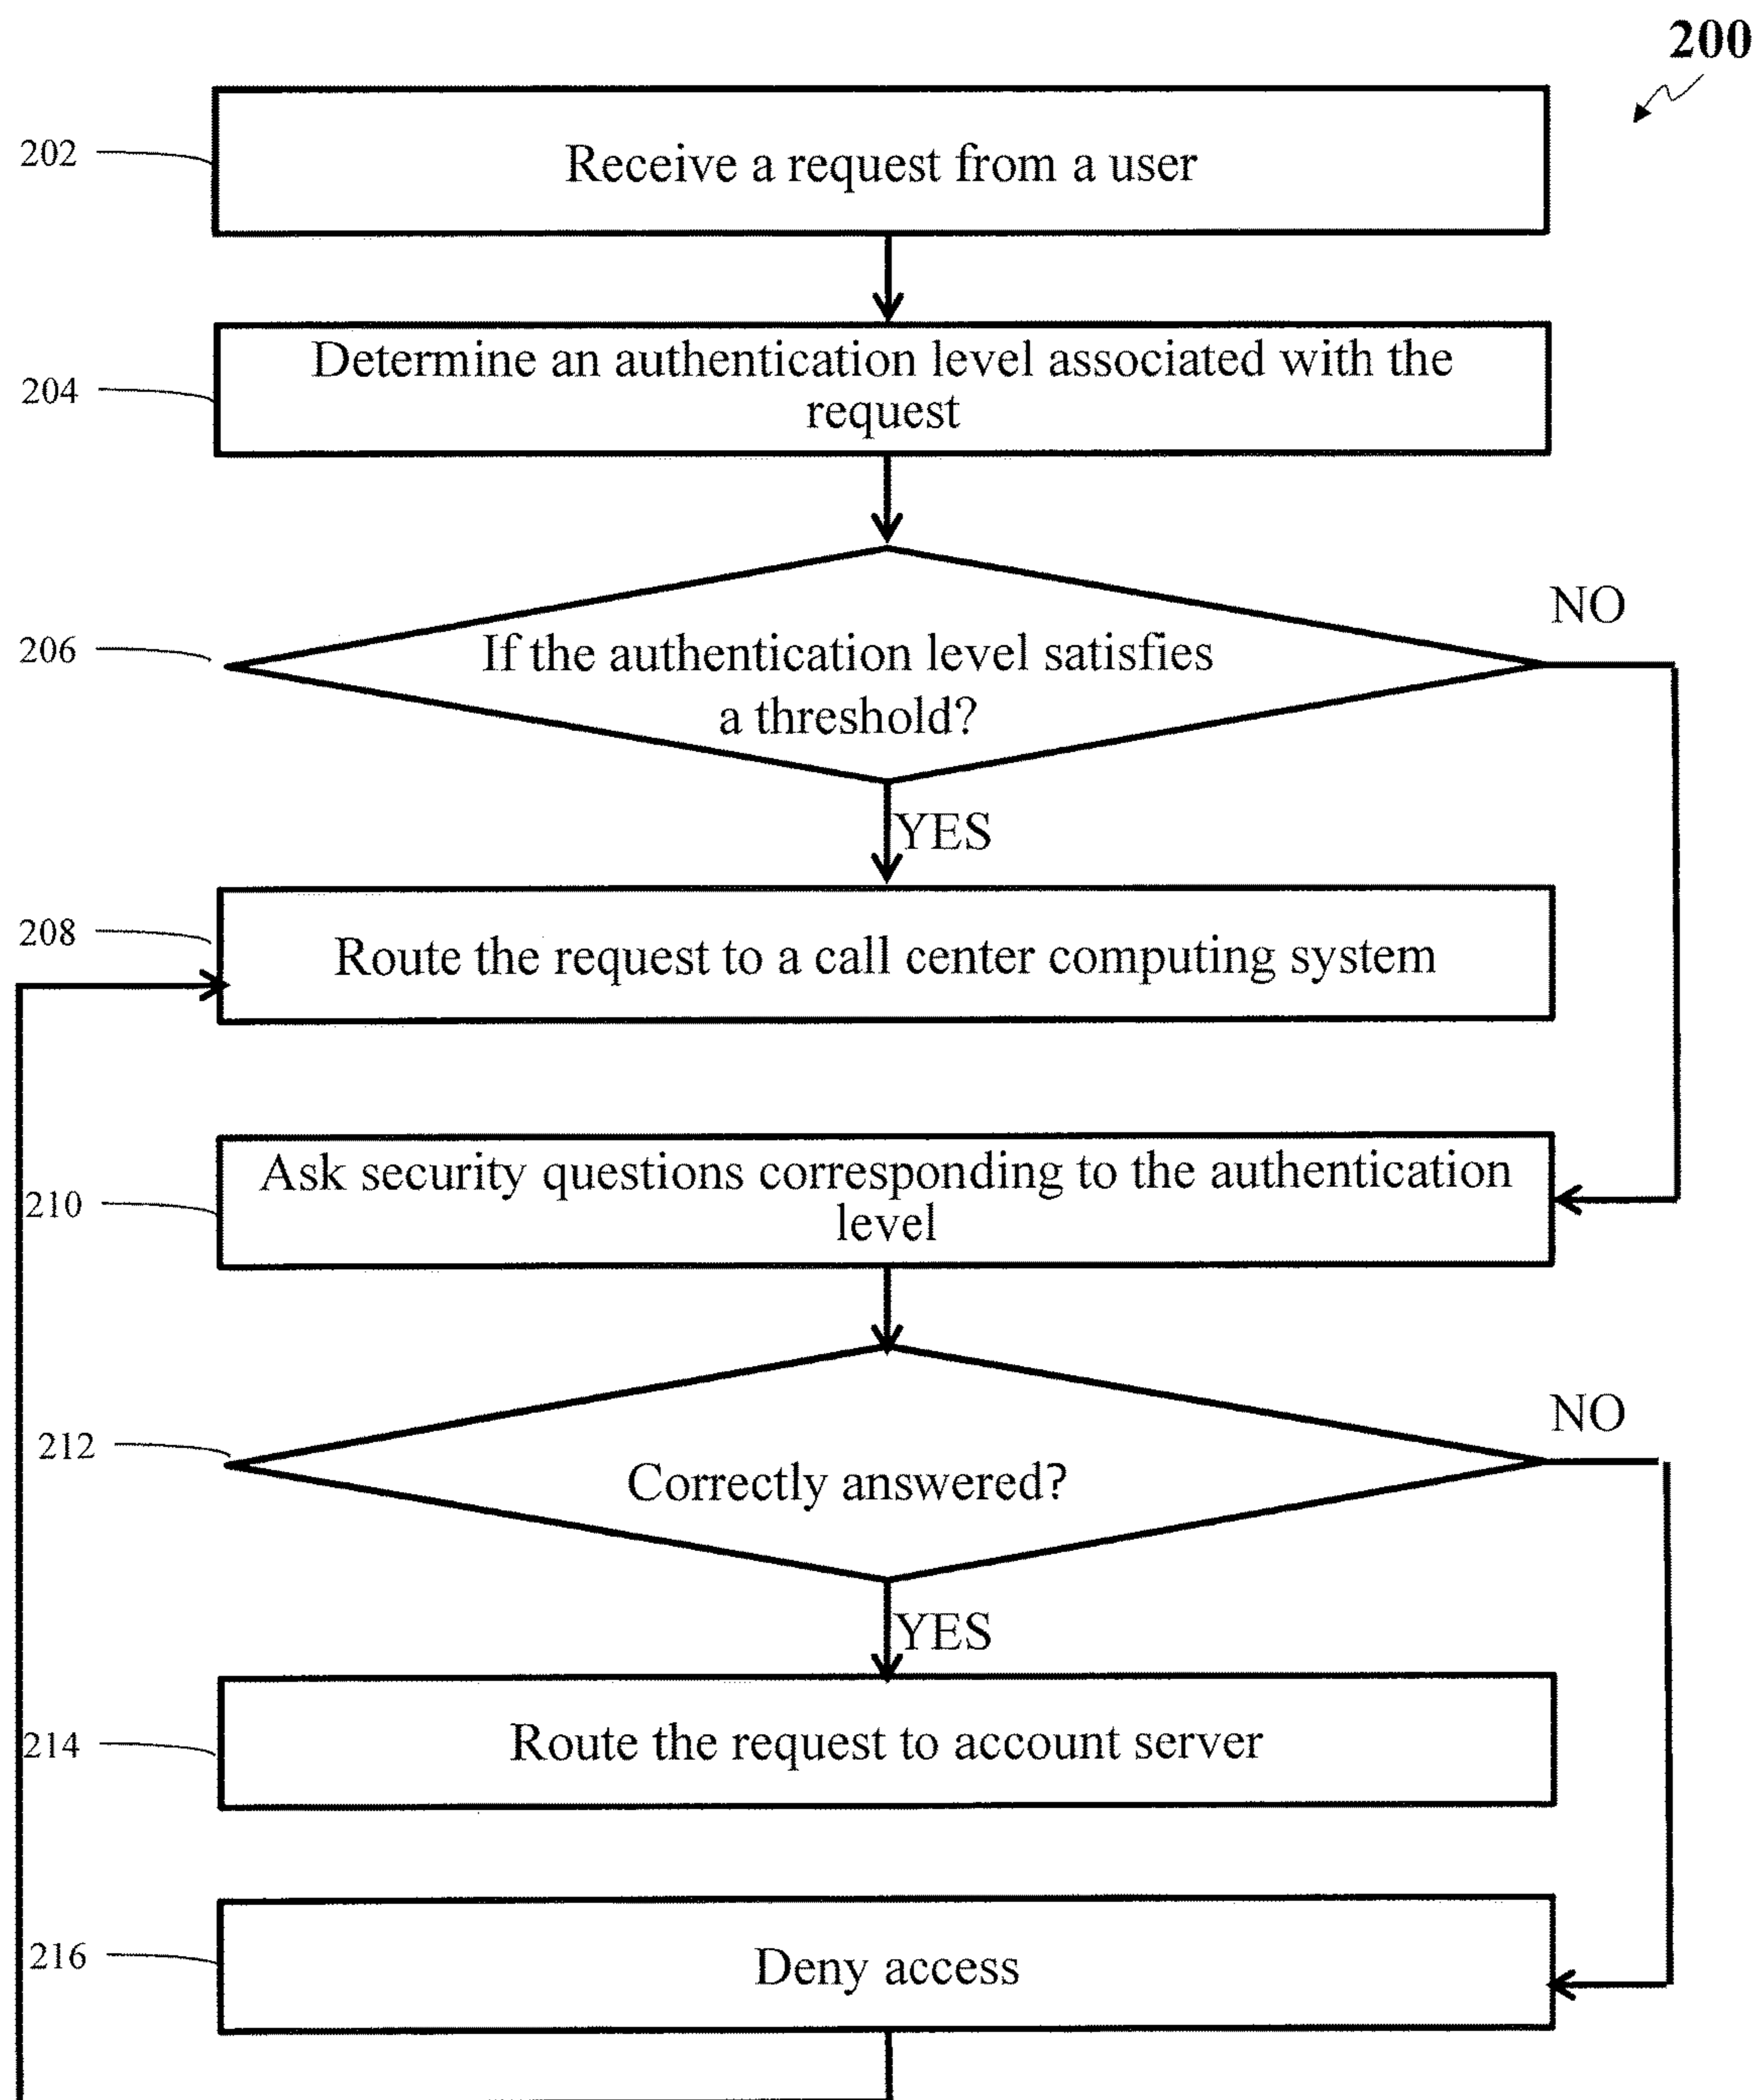 200
202
Receive a request from a user
204
Determine an authentication level associated with the
request
NO
206
If the authentication level satisfies
a threshold?
YES
208
Route the request to a call center computing system
210
Ask security questions corresponding to the authentication
level
NO
212
Correctly answered?
YES
214
Route the request to account server
216
Deny access